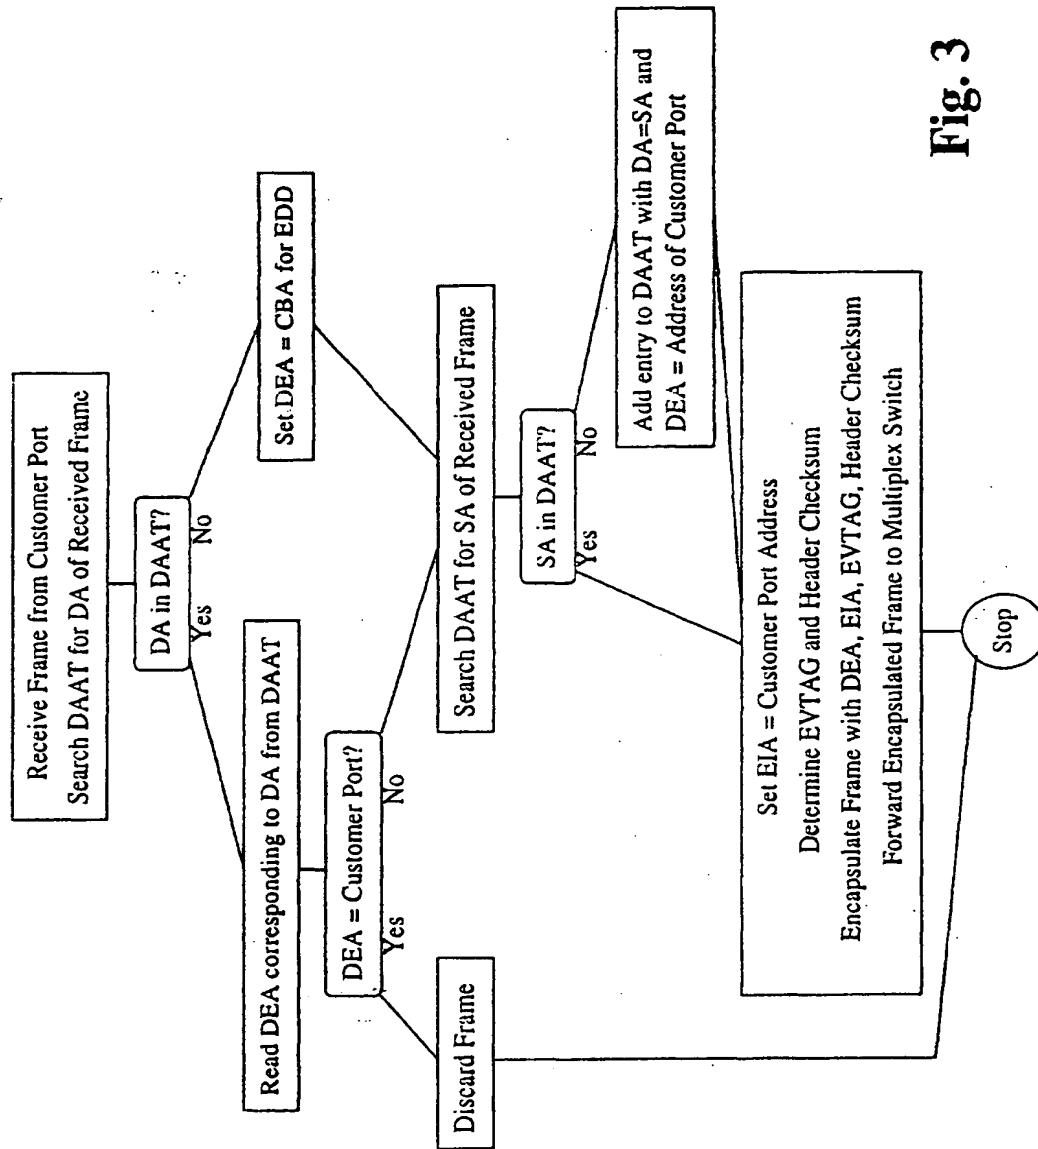 Receive Frame from Customer Port
Search DAAT for DA of Received Frame
DA in DAAT?
Yes
No
Read DEA corresponding to DA from DAAT
Set DEA = CBA for EDD
DEA = Customer Port?
Yes
No
Discard Frame
Search DAAT for SA of Received Frame
SA in DAAT?
Yes
No
Add entry to DAAT with DA=SA and
DEA = Address of Customer Port
Set EIA = Customer Port Address
Determine EVTAG and Header Checksum
Encapsulate Frame with DEA, EIA, EVTAG, Header Checksum
Forward Encapsulated Frame to Multiplex Switch
Stop
Fig. 3